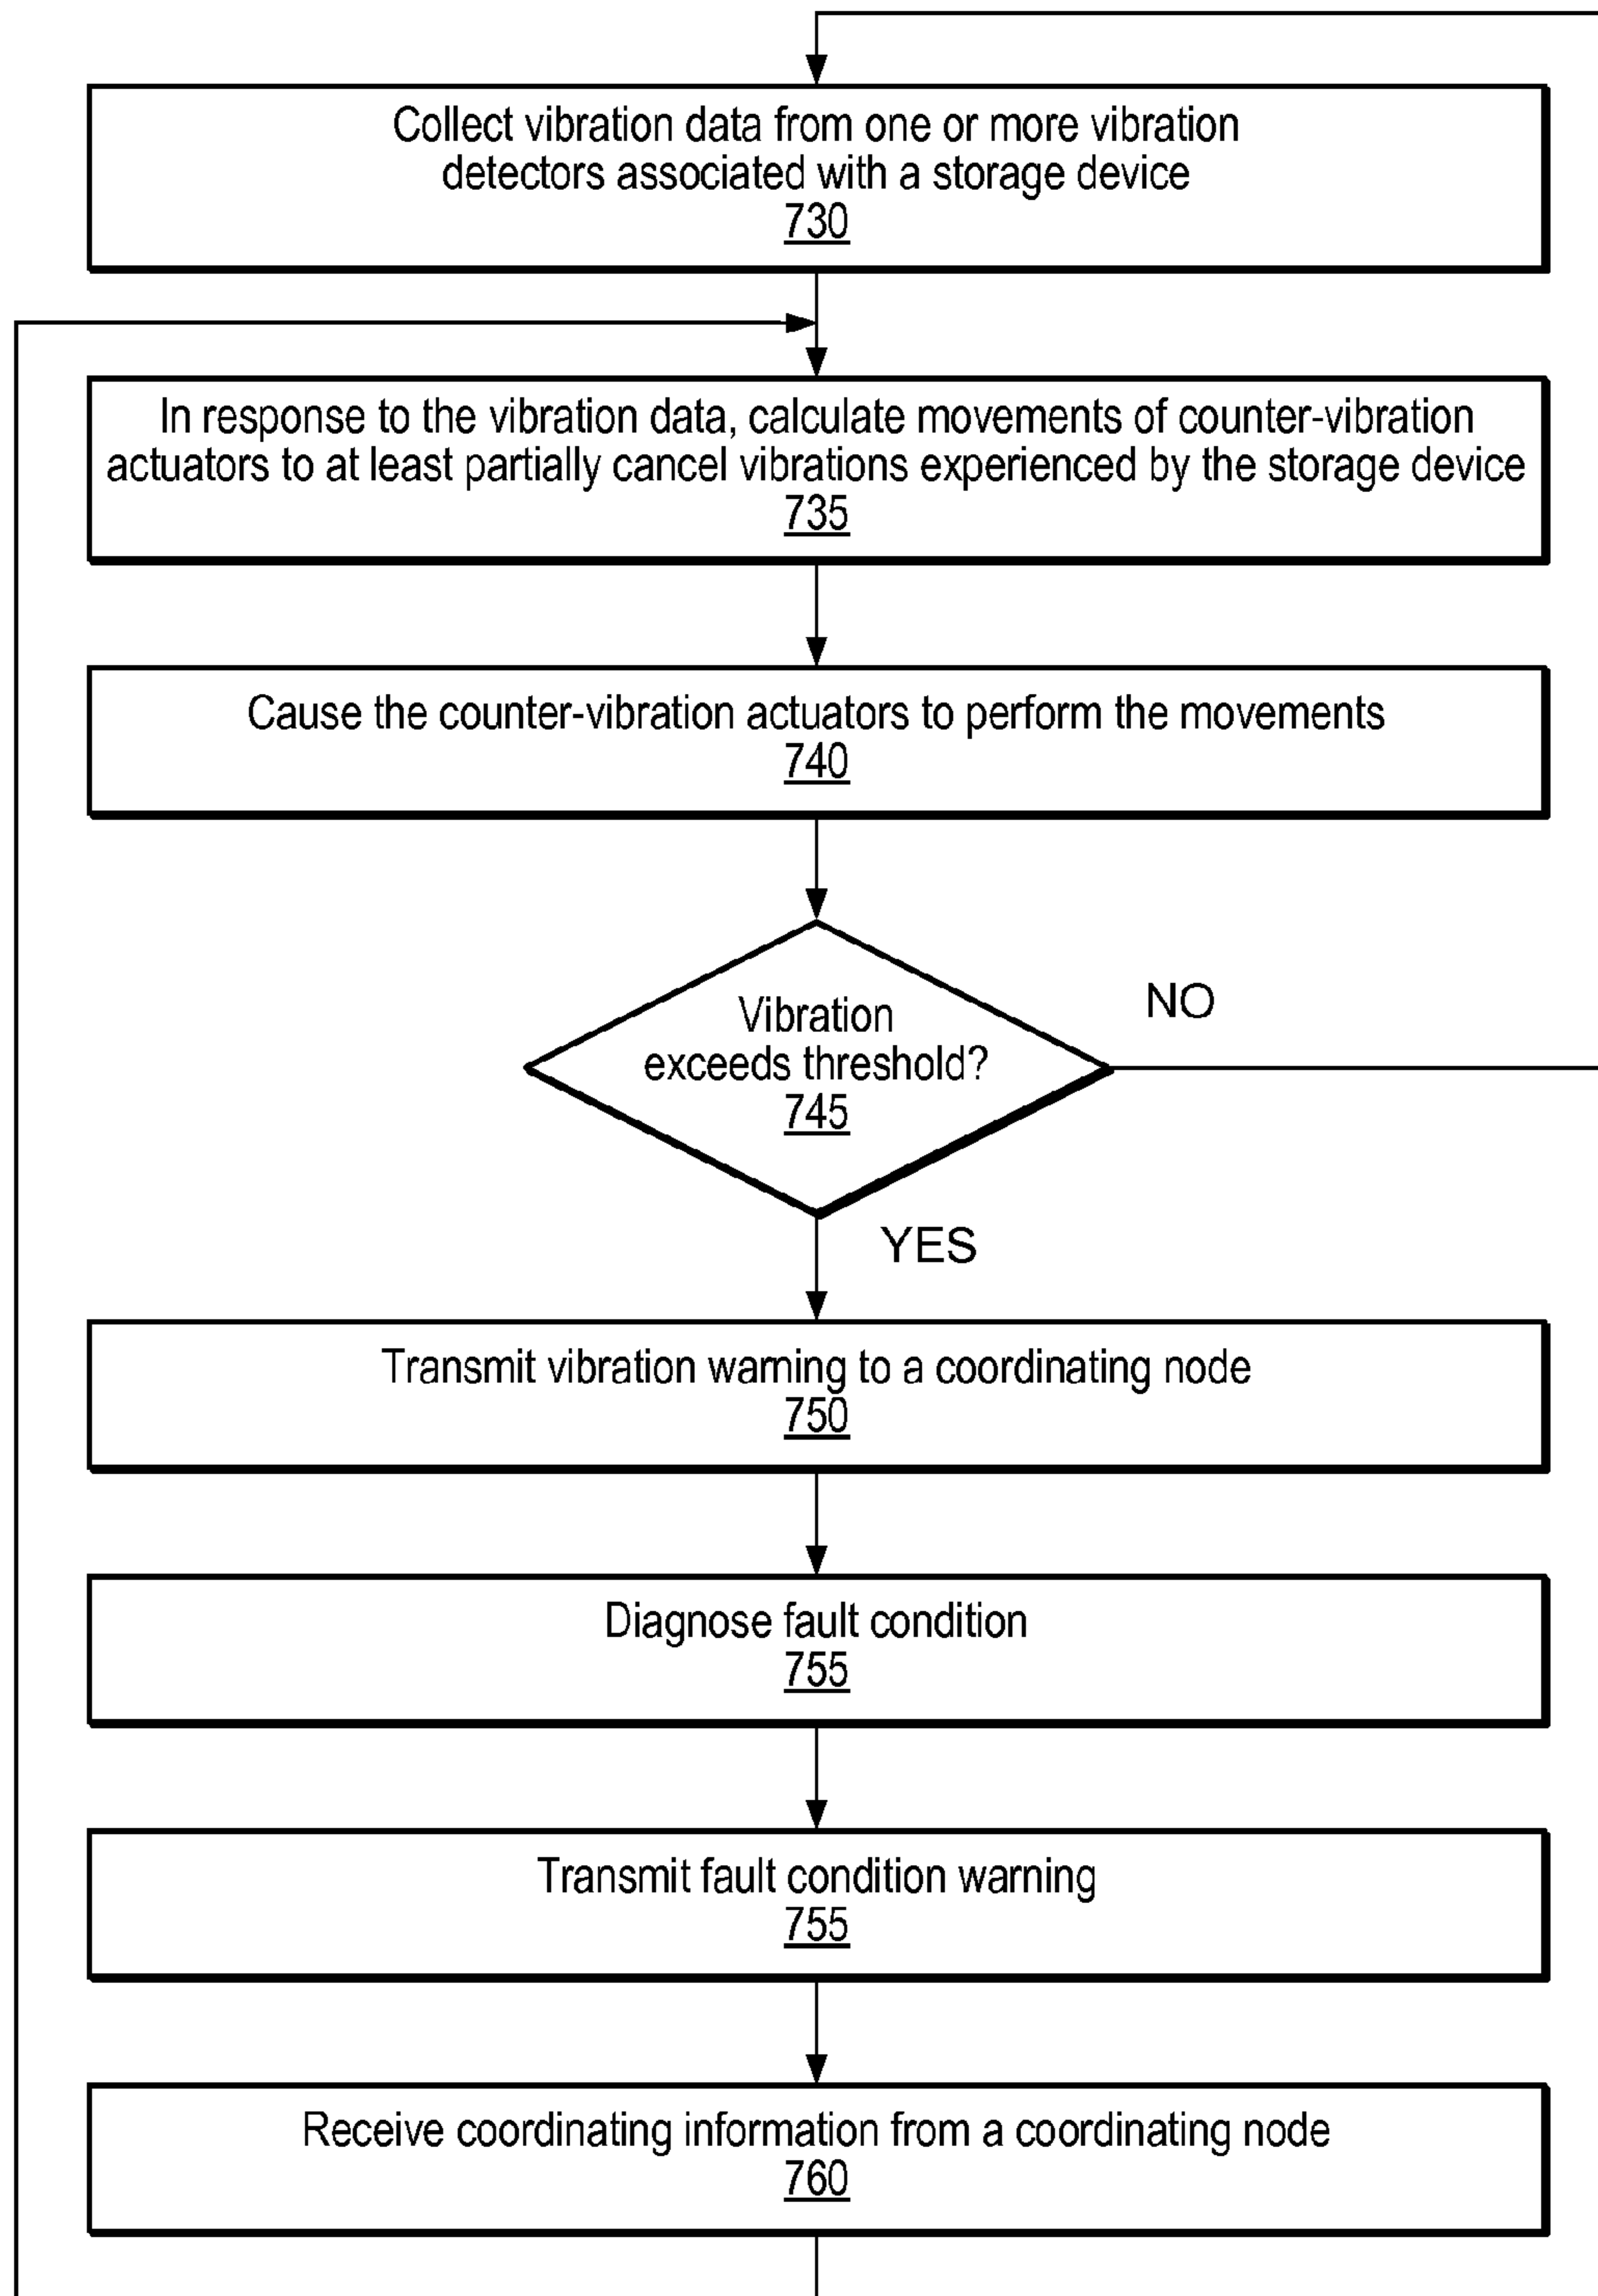 Collect vibration data from one or more vibration
detectors associated with a storage device
730
In response to the vibration data, calculate movements of counter-vibration
actuators to at least partially cancel vibrations experienced by the storage device
735
Cause the counter-vibration actuators to perform the movements
740
Vibration
exceeds threshold?
745
NO
YES
Transmit vibration warning to a coordinating node
750
Diagnose fault condition
755
Transmit fault condition warning
755
Receive coordinating information from a coordinating node
760